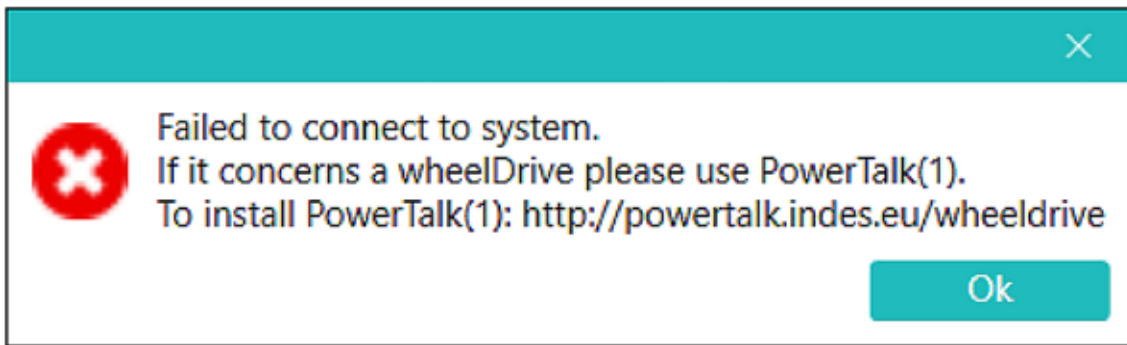 Failed to connect to system.
If it concerns a wheelDrive please use PowerTalk(1).
To install PowerTalk(1): http://powertalk.indes.eu/wheeldrive
Ok